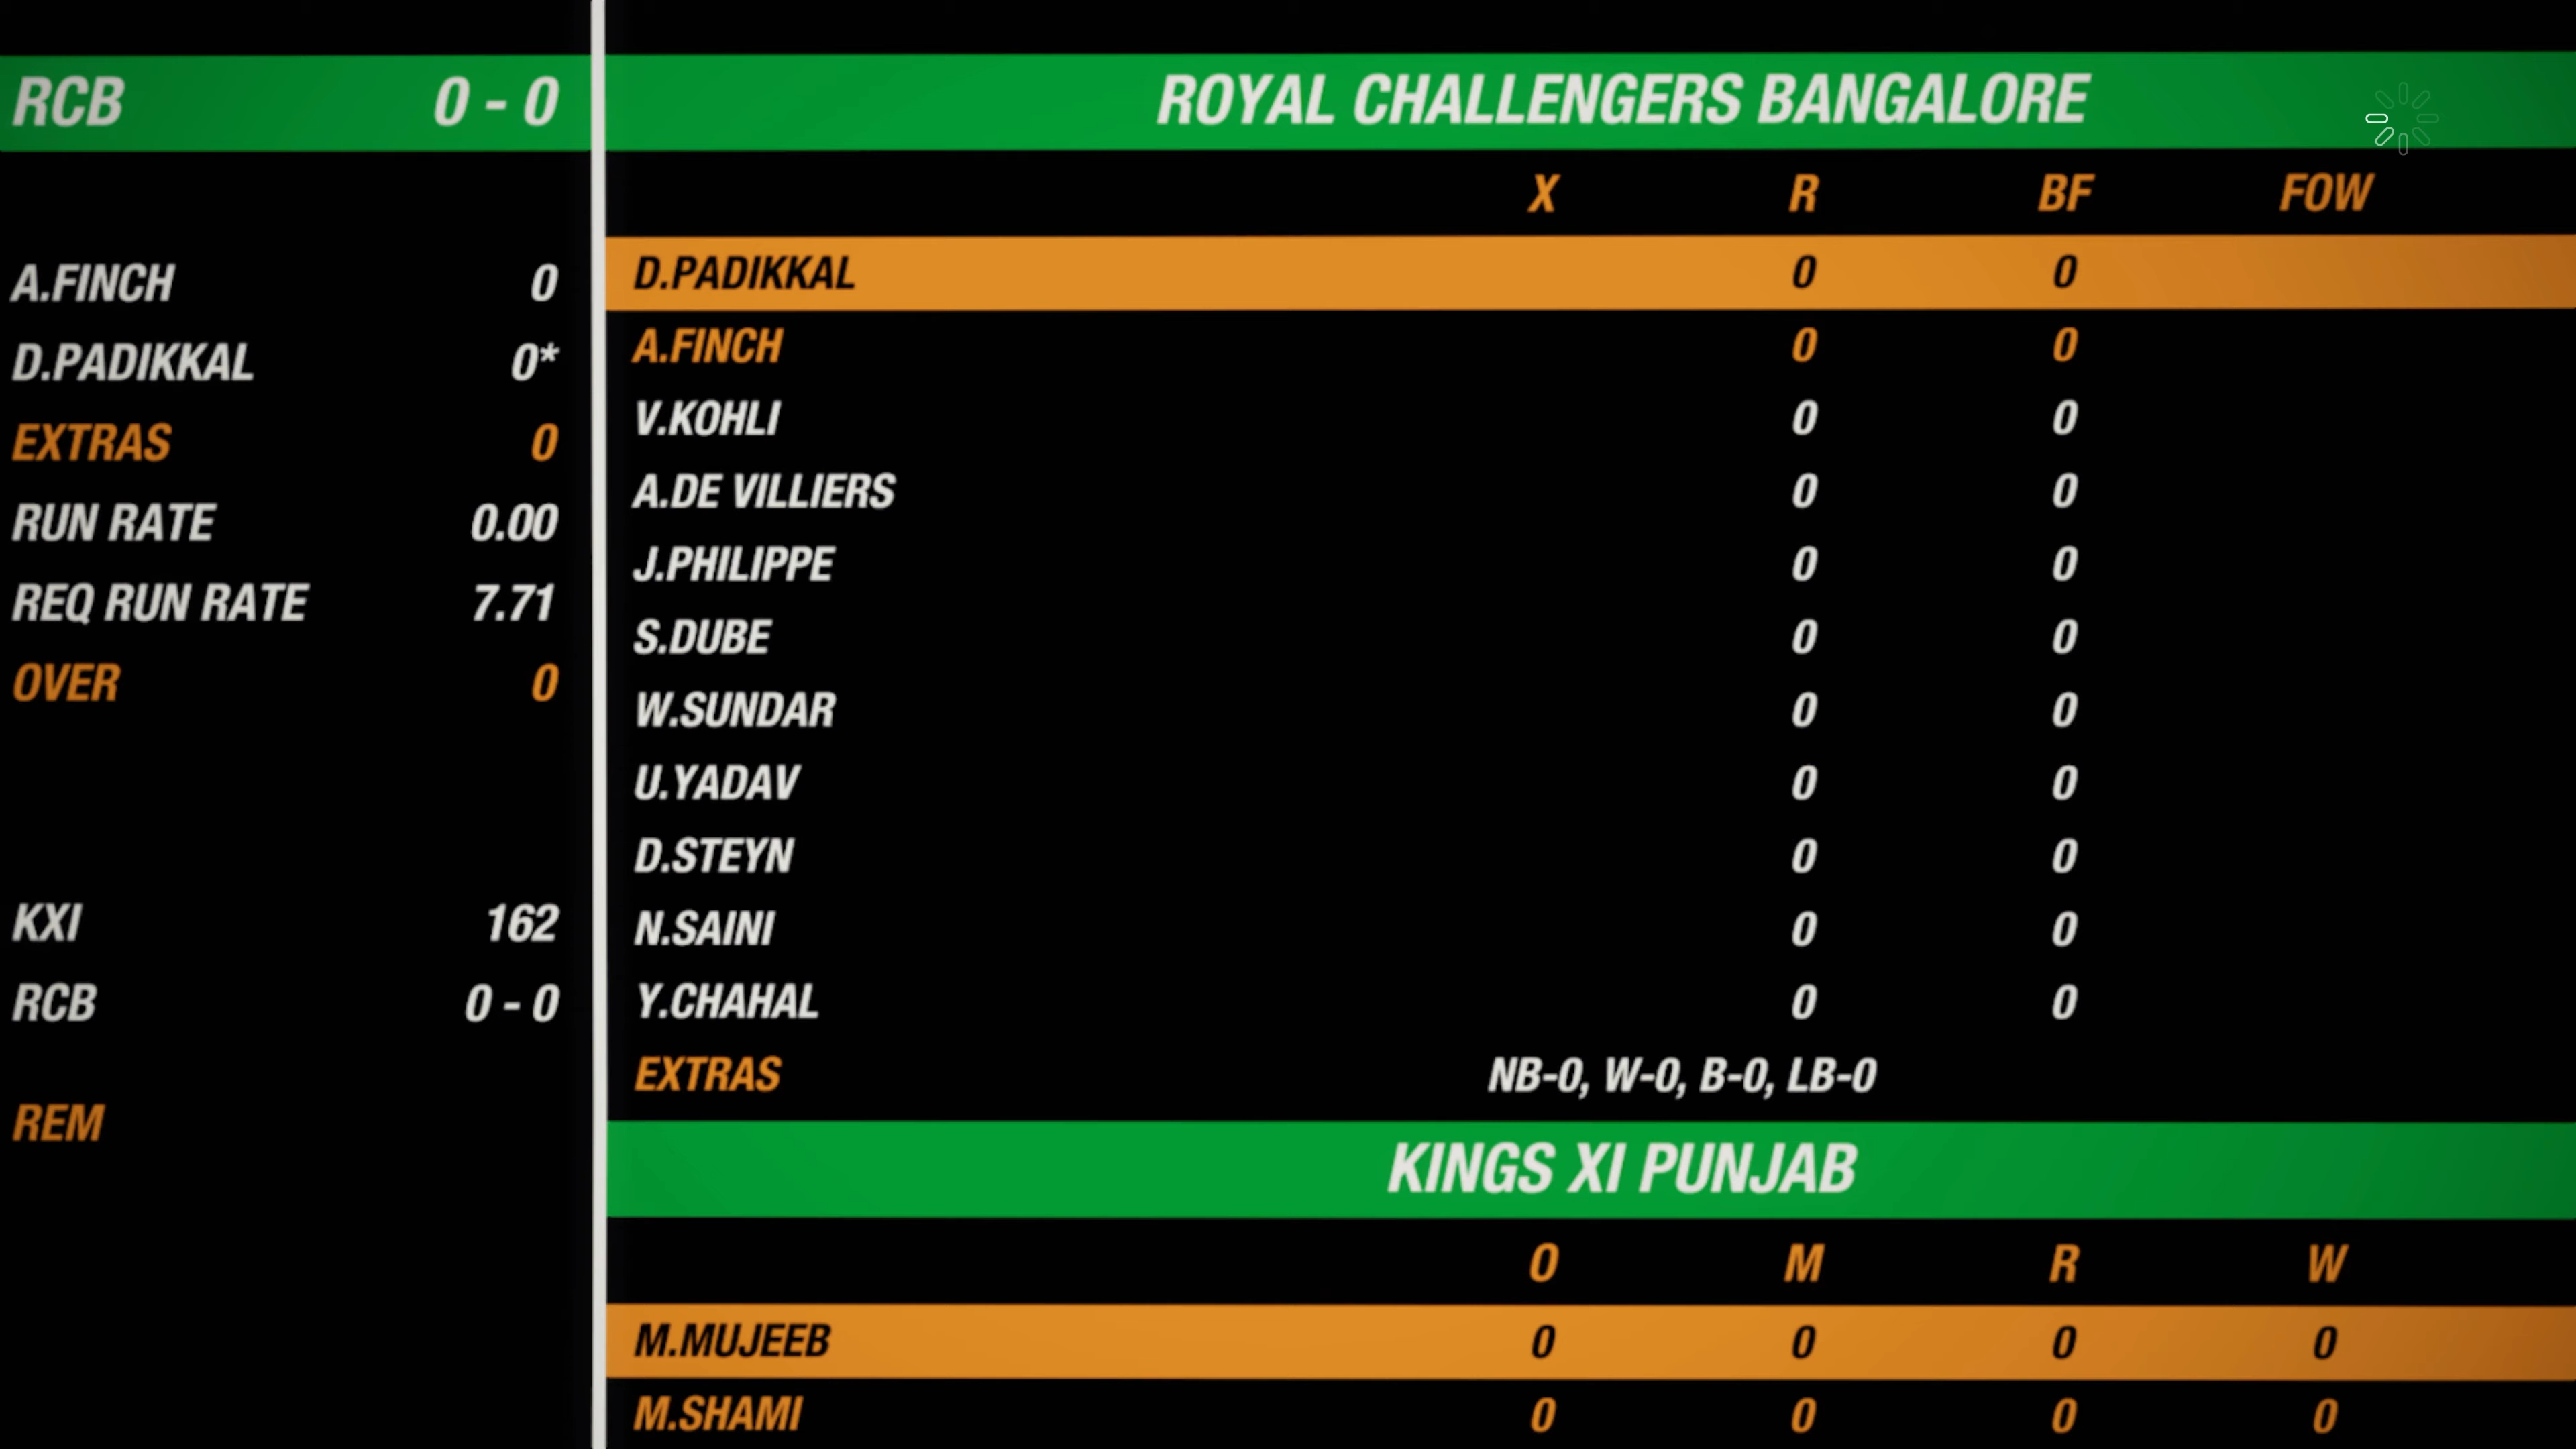 RCB 0 - 0
A.FINCH 0
D.PADIKKAL 0*
EXTRAS 0
RUN RATE 0.00
REQ RUN RATE 7.71
OVER 0
KXI 162
RCB 0 - 0
REM
ROYAL CHALLENGERS BANGALORE
X R BF FOW
D.PADIKKAL 0 0
A.FINCH 0 0
V.KOHLI 0 0
A.DE VILLIERS 0 0
J.PHILIPPE 0 0
S.DUBE 0 0
W.SUNDAR 0 0
U.YADAV 0 0
D.STEYN 0 0
N.SAINI 0 0
Y.CHAHAL 0 0
EXTRAS NB-0, W-0, B-0, LB-0
KINGS XI PUNJAB
O M R W
M.MUJEEB 0 0 0 0
M.SHAMI 0 0 0 0